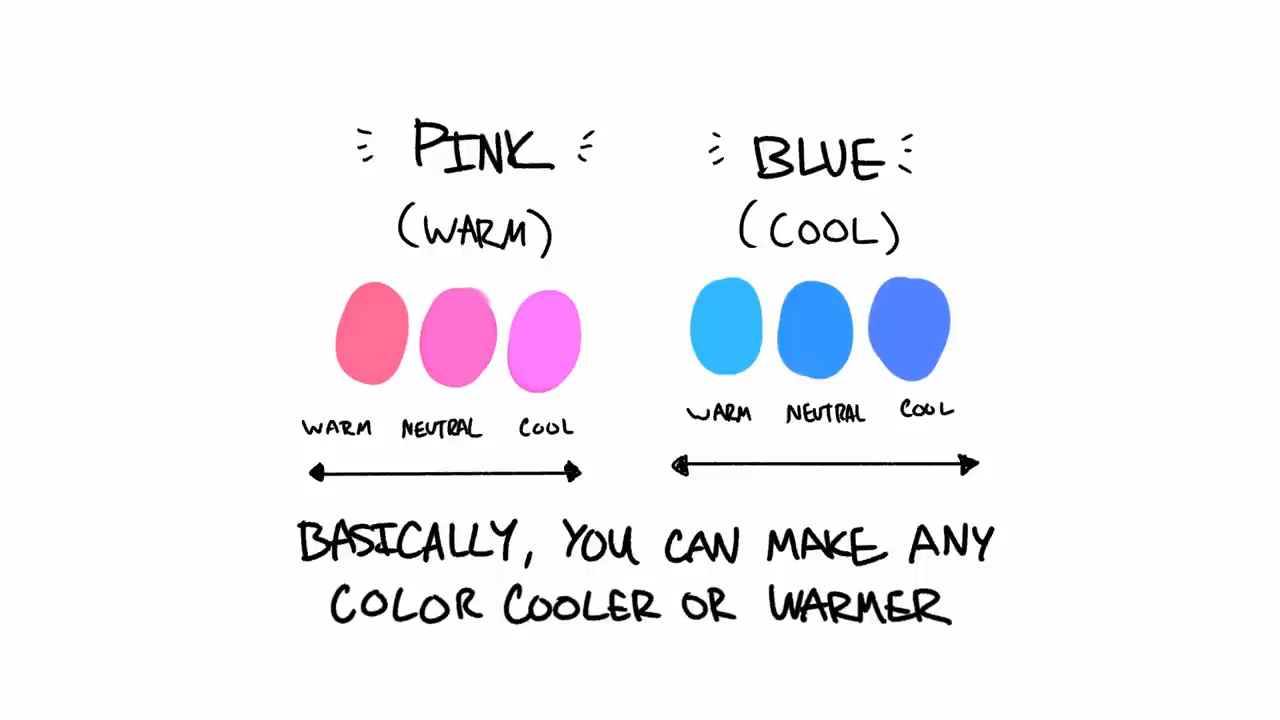 PINK
(WARM)
WARM NEUTRAL COOL
BLUE
(COOL)
WARM NEUTRAL COOL
BASICALLY, YOU CAN MAKE ANY
COLOR COOLER OR WARMER